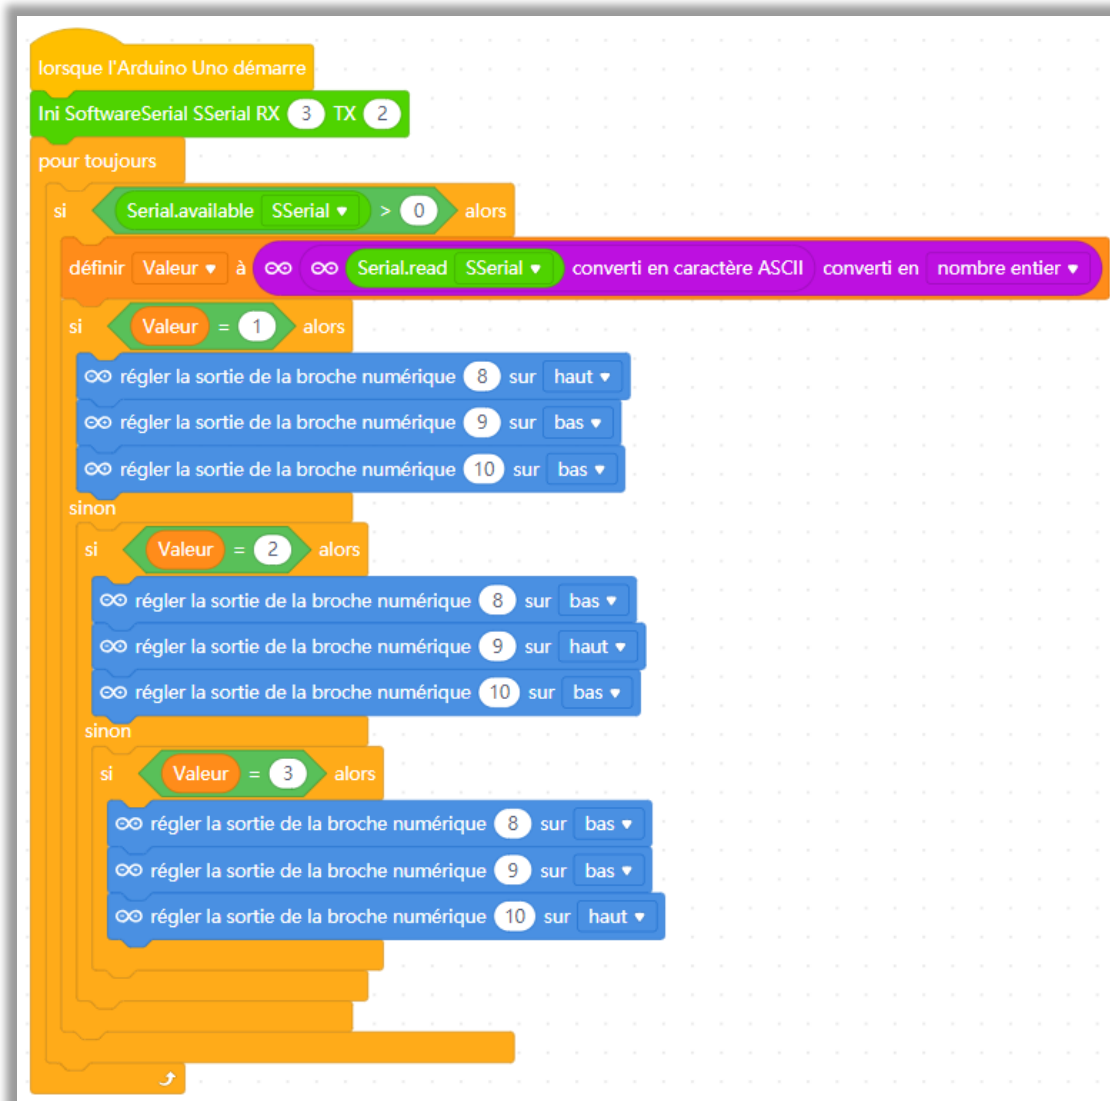 lorsque l'Arduino Uno démarre
Ini SoftwareSerial SSerial RX 3 TX 2
pour toujours
si Serial.available SSerial > 0 alors
définir Valeur à Serial.read SSerial converti en caractère ASCII converti en nombre entier
si Valeur = 1 alors
régler la sortie de la broche numérique 8 sur haut
régler la sortie de la broche numérique 9 sur bas
régler la sortie de la broche numérique 10 sur bas
sinon
si Valeur = 2 alors
régler la sortie de la broche numérique 8 sur bas
régler la sortie de la broche numérique 9 sur haut
régler la sortie de la broche numérique 10 sur bas
sinon
si Valeur = 3 alors
régler la sortie de la broche numérique 8 sur bas
régler la sortie de la broche numérique 9 sur bas
régler la sortie de la broche numérique 10 sur haut